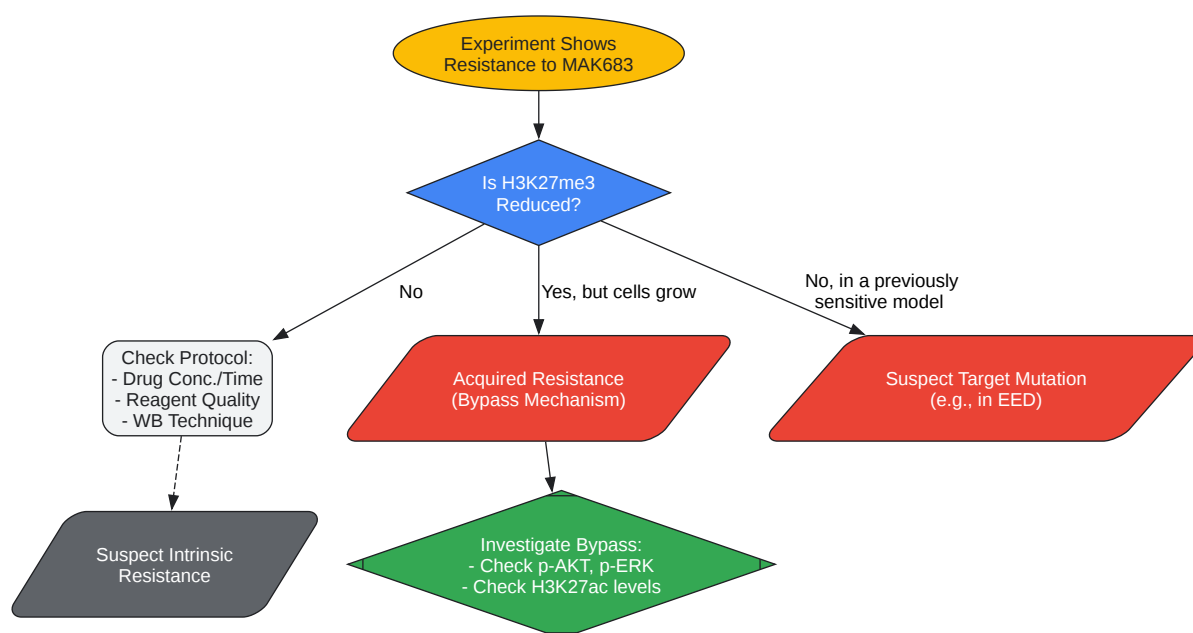 Experiment Shows
Resistance to MAK683
Is H3K27me3
Reduced?
No
Yes, but cells grow
No, in a previously
sensitive model
Check Protocol:
- Drug Conc./Time
- Reagent Quality
- WB Technique
Acquired Resistance
(Bypass Mechanism)
Suspect Target Mutation
(e.g., in EED)
Suspect Intrinsic
Resistance
Investigate Bypass:
- Check p-AKT, p-ERK
- Check H3K27ac levels